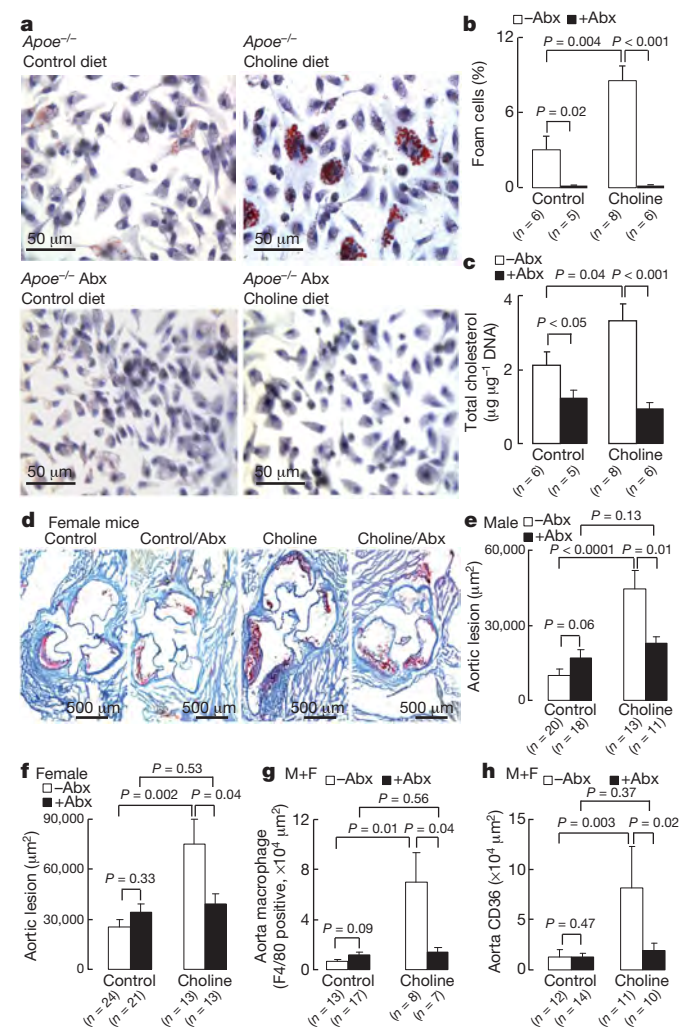 a
Apoe–/–
Control diet
Apoe–/–
Choline diet
50 μm
50 μm
Apoe–/– Abx
Control diet
Apoe–/– Abx
Choline diet
50 μm
50 μm
b
–Abx +Abx
P = 0.004 P < 0.001
P = 0.02
Foam cells (%)
12
6
0
Control Choline
(n = 6) (n = 5) (n = 8) (n = 6)
c
–Abx
+Abx
P = 0.04 P < 0.001
P < 0.05
Total cholesterol
(μg μg–1 DNA)
4
2
0
Control Choline
(n = 6) (n = 5) (n = 8) (n = 6)
d Female mice
Control Control/Abx Choline Choline/Abx
500 μm 500 μm 500 μm 500 μm
e Male
–Abx
+Abx
P = 0.13
P < 0.0001 P = 0.01
P = 0.06
Aortic lesion (μm2)
60,000
30,000
0
Control Choline
(n = 20) (n = 18) (n = 13) (n = 11)
f Female
–Abx
+Abx
P = 0.53
P = 0.002 P = 0.04
P = 0.33
Aortic lesion (μm2)
90,000
60,000
30,000
0
Control Choline
(n = 24) (n = 21) (n = 13) (n = 13)
g M+F
–Abx +Abx
P = 0.56
P = 0.01 P = 0.04
P = 0.09
Aorta macrophage
(F4/80 positive, ×104 μm2)
12
8
4
0
Control Choline
(n = 13) (n = 17) (n = 8) (n = 7)
h M+F
–Abx +Abx
P = 0.37
P = 0.003 P = 0.02
P = 0.47
Aorta CD36 (×104 μm2)
15
10
5
0
Control Choline
(n = 12) (n = 14) (n = 11) (n = 10)